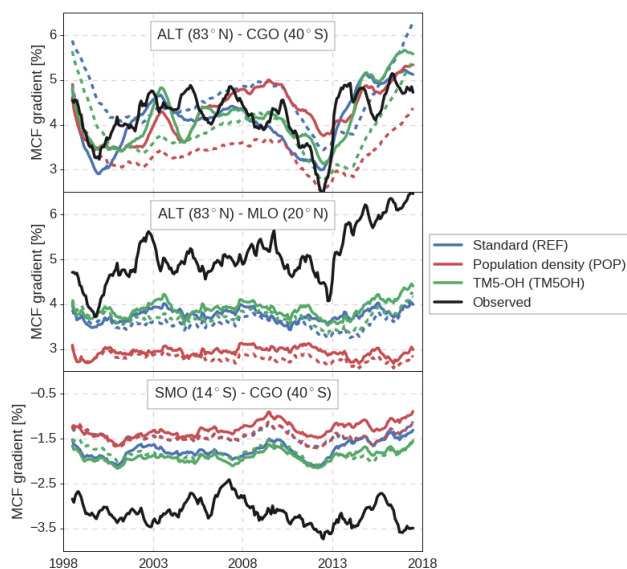 ALT (83°N) - CGO (40°S)
MCF gradient [%]
6
5
4
3
ALT (83°N) - MLO (20°N)
MCF gradient [%]
6
5
4
3
SMO (14°S) - CGO (40°S)
MCF gradient [%]
−0.5
−1.5
−2.5
−3.5
1998
2003
2008
2013
2018
Standard (REF)
Population density (POP)
TM5-OH (TM5OH)
Observed